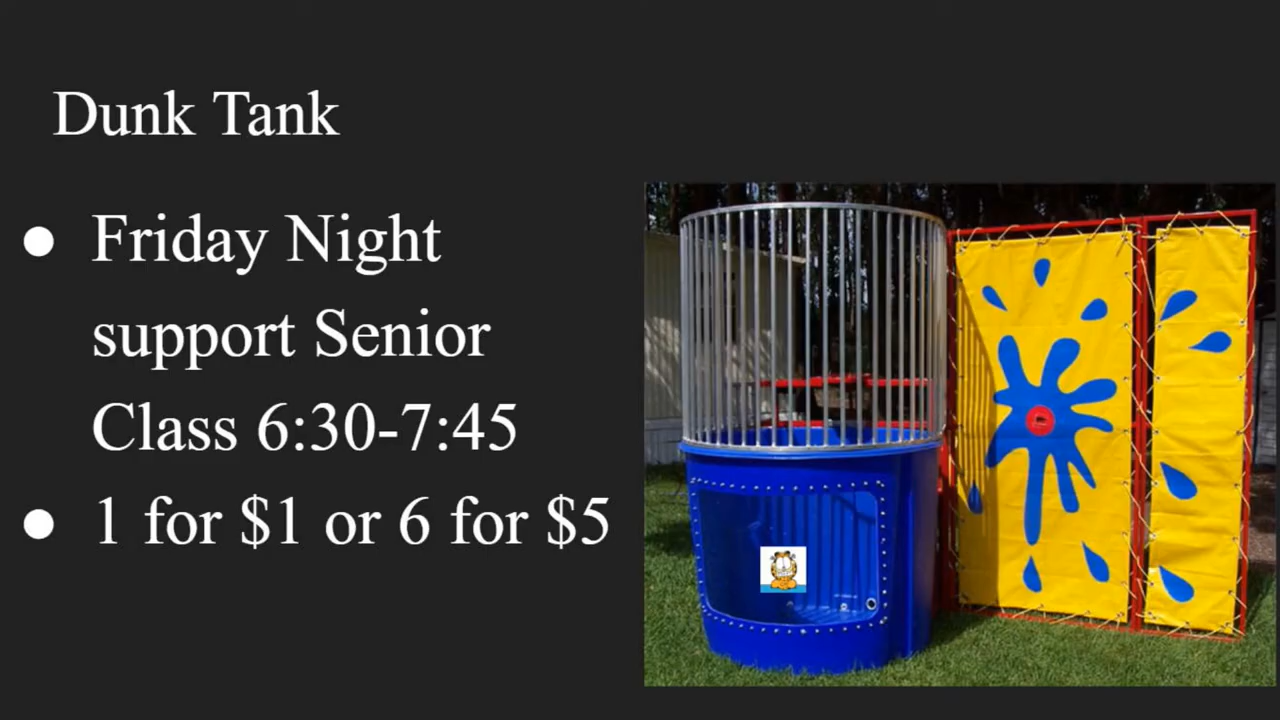 Dunk Tank
● Friday Night
support Senior
Class 6:30-7:45
● 1 for $1 or 6 for $5